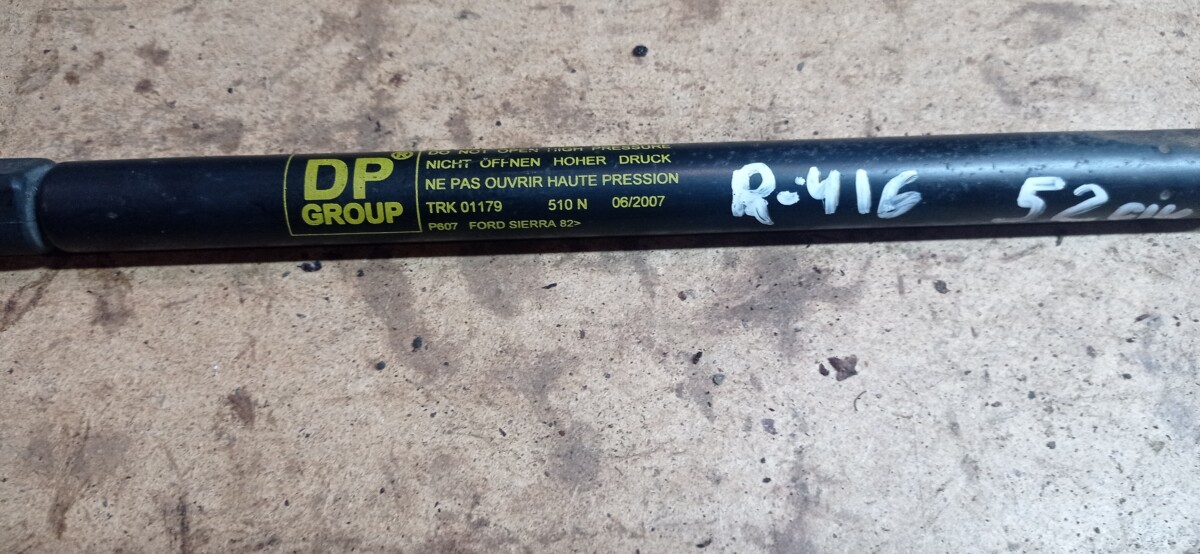 DP®
GROUP
DO NOT OPEN HIGH PRESSURE
NICHT ÖFFNEN HOHER DRUCK
NE PAS OUVRIR HAUTE PRESSION
TRK 01179 510 N 06/2007
P607 FORD SIERRA 82>
R-416 52